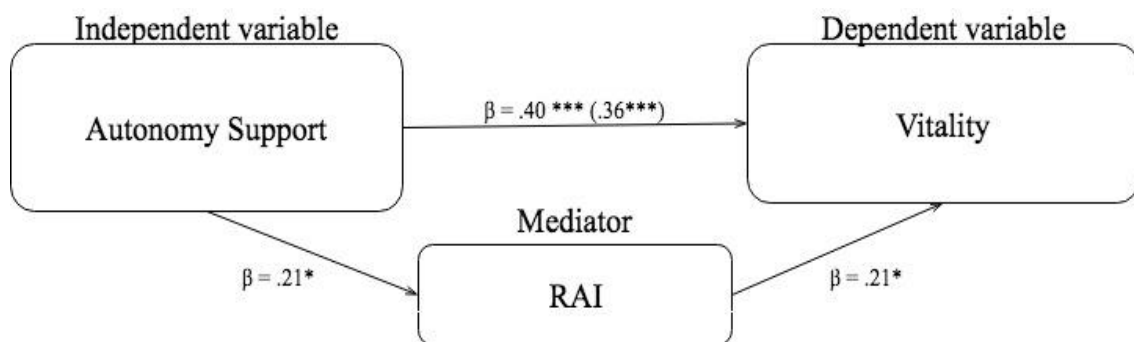 Independent variable
Dependent variable
Autonomy Support
β = .40 *** (.36***)
Vitality
Mediator
β = .21*
RAI
β = .21*